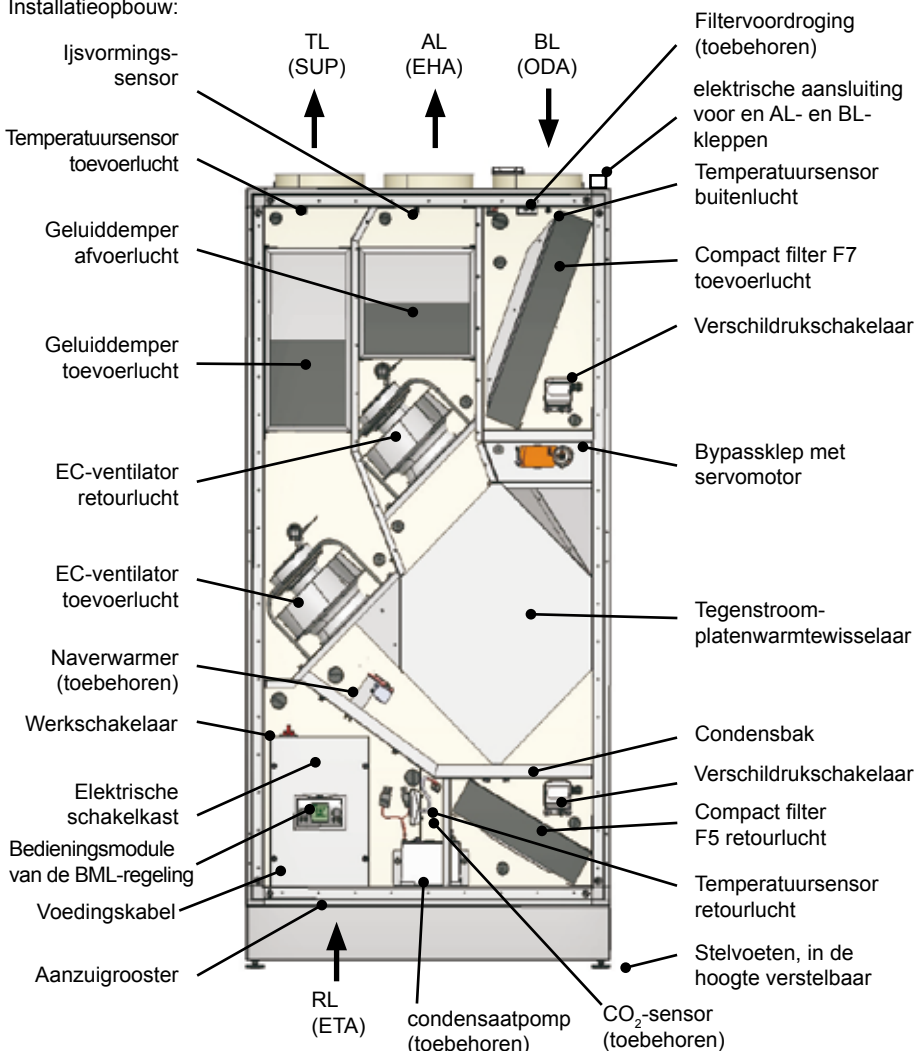 Installatieopbouw:
Ijsvormings-
sensor
Temperatuursensor
toevoerlucht
Geluiddemper
afvoerlucht
Geluiddemper
toevoerlucht
EC-ventilator
retourlucht
EC-ventilator
toevoerlucht
Naverwarmer
(toebehoren)
Werkschakelaar
Elektrische
schakelkast
Bedieningsmodule
van de BML-regeling
Voedingskabel
Aanzuigrooster
TL
(SUP)
AL
(EHA)
BL
(ODA)
Filtervoordroging
(toebehoren)
elektrische aansluiting
voor en AL- en BL-
kleppen
Temperatuursensor
buitenlucht
Compact filter F7
toevoerlucht
Verschildrukschakelaar
Bypassklep met
servomotor
Tegenstroom-
platenwarmtewisselaar
Condensbak
Verschildrukschakelaar
Compact filter
F5 retourlucht
Temperatuursensor
retourlucht
Stelvoeten, in de
hoogte verstelbaar
RL
(ETA)
condensaatpomp
(toebehoren)
CO₂-sensor
(toebehoren)